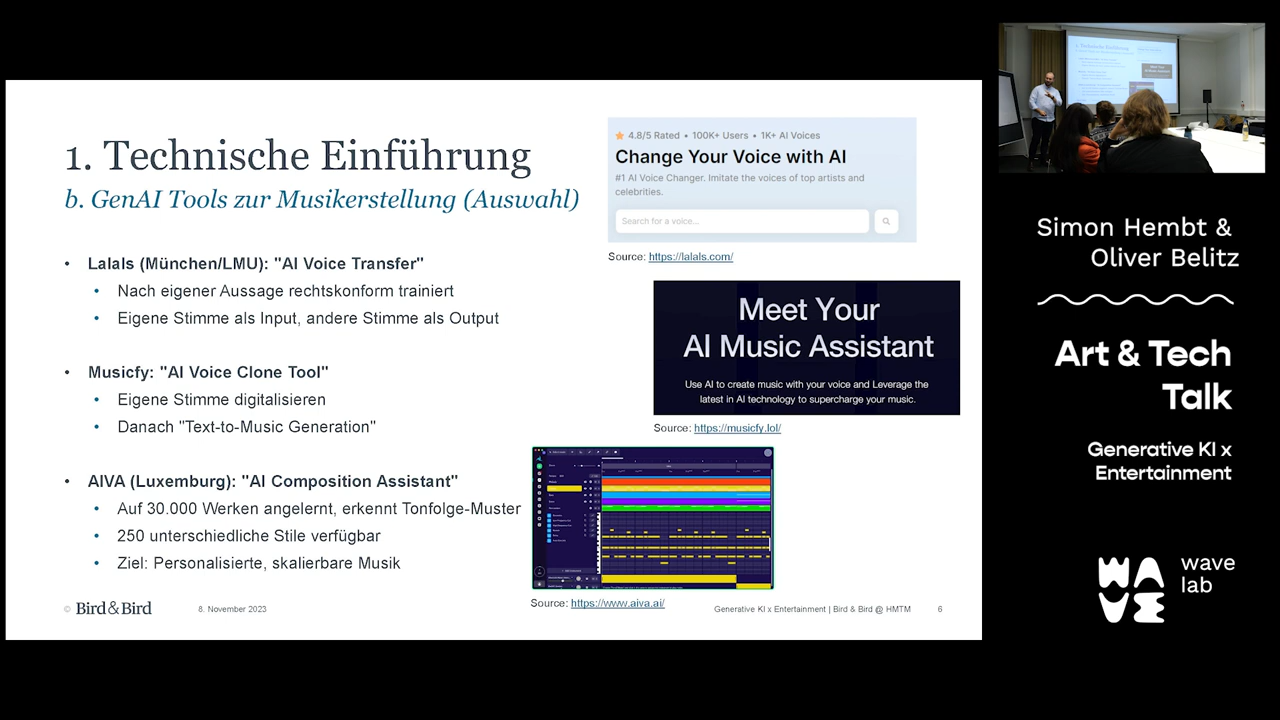 1. Technische Einführung
b. GenAI Tools zur Musikerstellung (Auswahl)
• Lalals (München/LMU): "AI Voice Transfer"
• Nach eigener Aussage rechtskonform trainiert
• Eigene Stimme als Input, andere Stimme als Output
• Musicfy: "AI Voice Clone Tool"
• Eigene Stimme digitalisieren
• Danach "Text-to-Music Generation"
• AIVA (Luxemburg): "AI Composition Assistant"
• Auf 30.000 Werken angelernt, erkennt Tonfolge-Muster
• 250 unterschiedliche Stile verfügbar
• Ziel: Personalisierte, skalierbare Musik
4.8/5 Rated • 100K+ Users • 1K+ AI Voices
Change Your Voice with AI
#1 AI Voice Changer. Imitate the voices of top artists and
celebrities.
Search for a voice...
Source: https://lalals.com/
Meet Your
AI Music Assistant
Use AI to create music with your voice and Leverage the
latest in AI technology to supercharge your music.
Source: https://musicfy.lol/
Source: https://www.aiva.ai/
© Bird & Bird
8. November 2023
Generative KI x Entertainment | Bird & Bird @ HMTM
6
Simon Hembt &
Oliver Belitz
Art & Tech
Talk
Generative KI x
Entertainment
WAVE
wave
lab